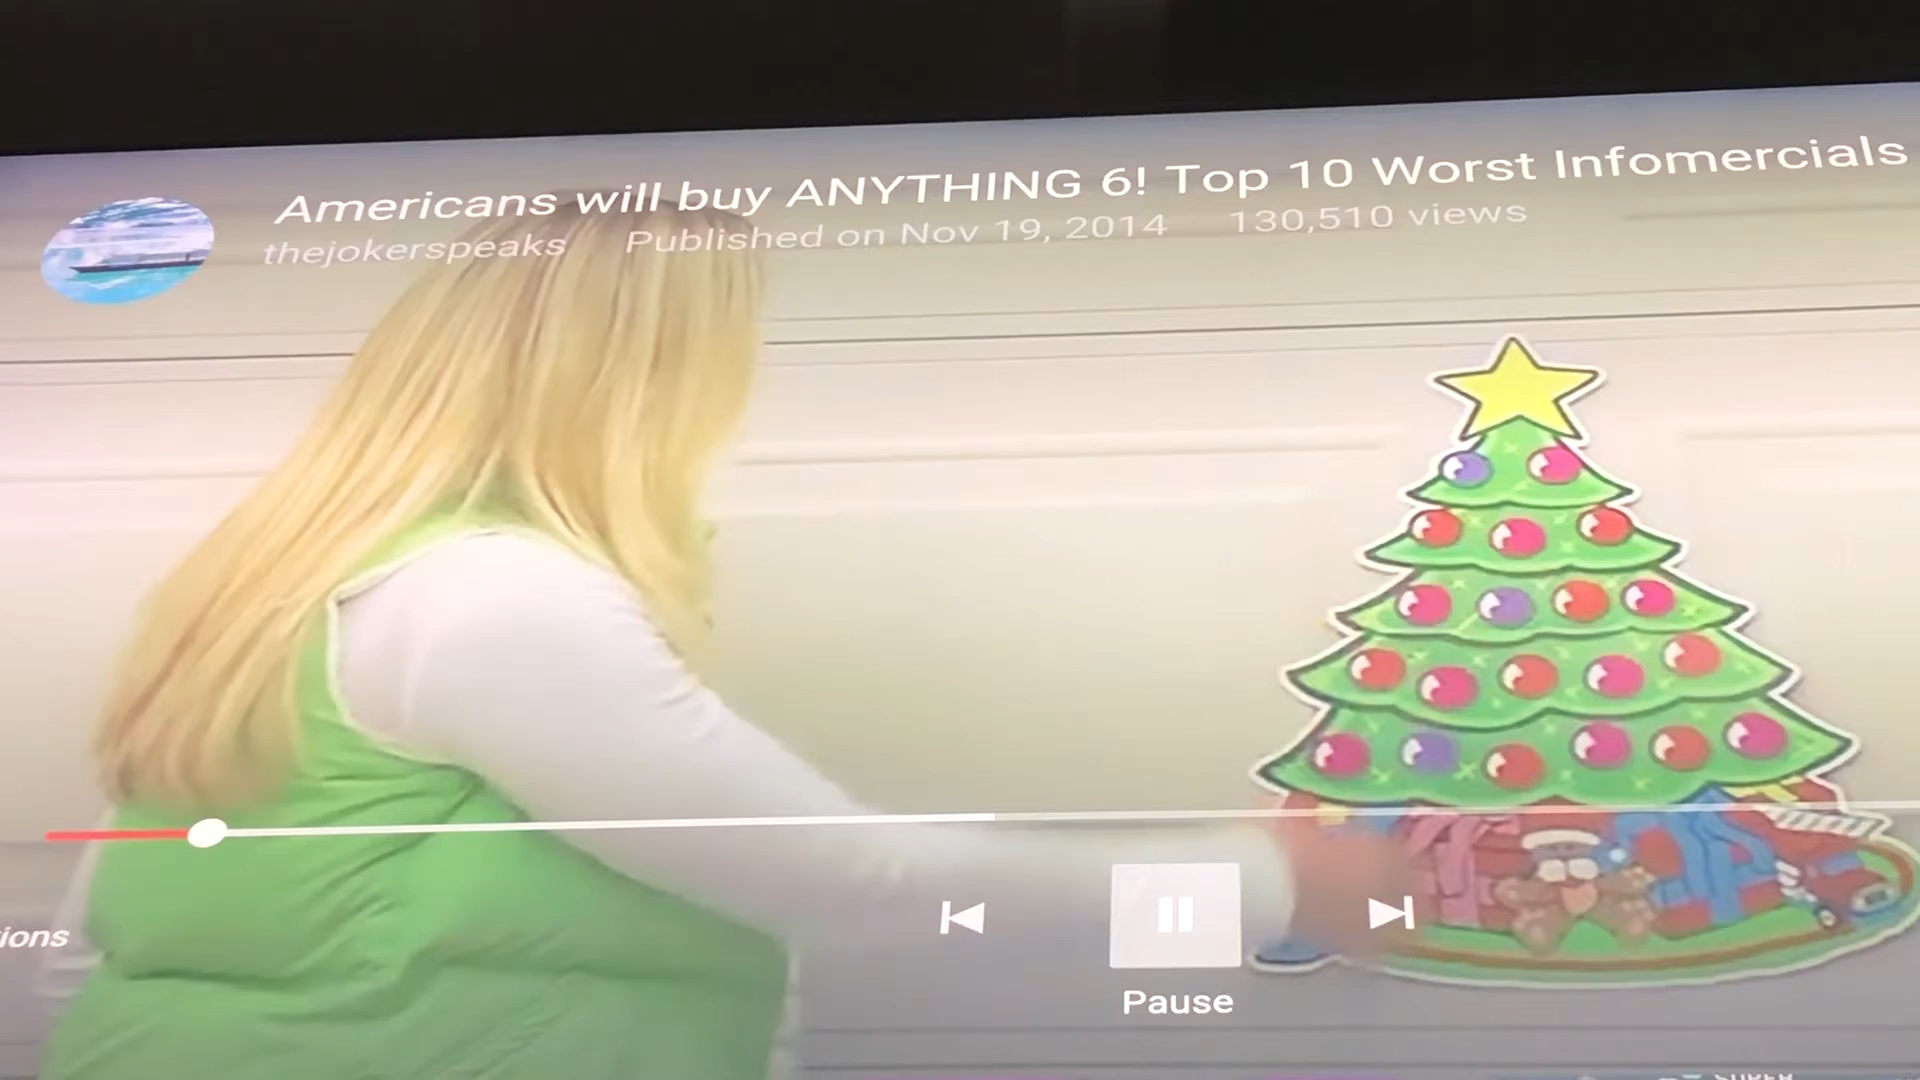 Americans will buy ANYTHING 6! Top 10 Worst Infomercials
thejokerspeaks Published on Nov 19, 2014 130,510 views
ions
Pause